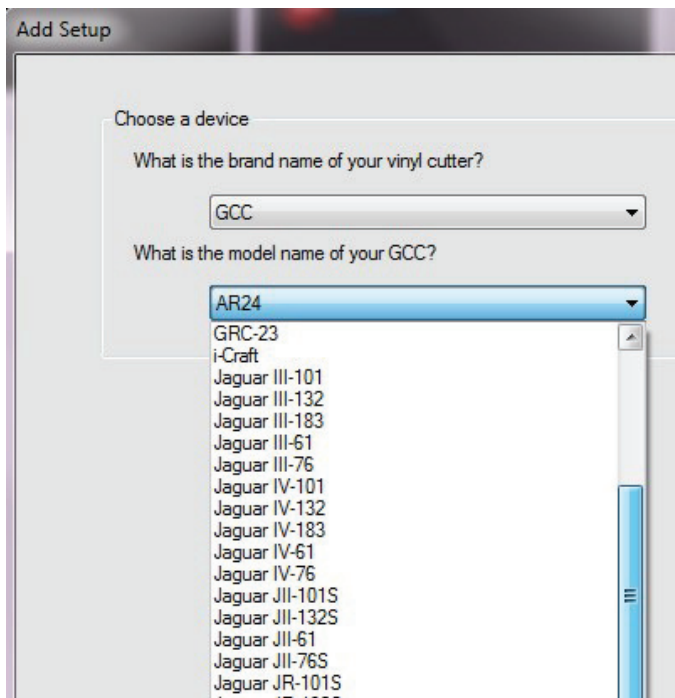 Add Setup
Choose a device
What is the brand name of your vinyl cutter?
GCC
What is the model name of your GCC?
AR24
GRC-23
i-Craft
Jaguar III-101
Jaguar III-132
Jaguar III-183
Jaguar III-61
Jaguar III-76
Jaguar IV-101
Jaguar IV-132
Jaguar IV-183
Jaguar IV-61
Jaguar IV-76
Jaguar JII-101S
Jaguar JII-132S
Jaguar JII-61
Jaguar JII-76S
Jaguar JR-101S